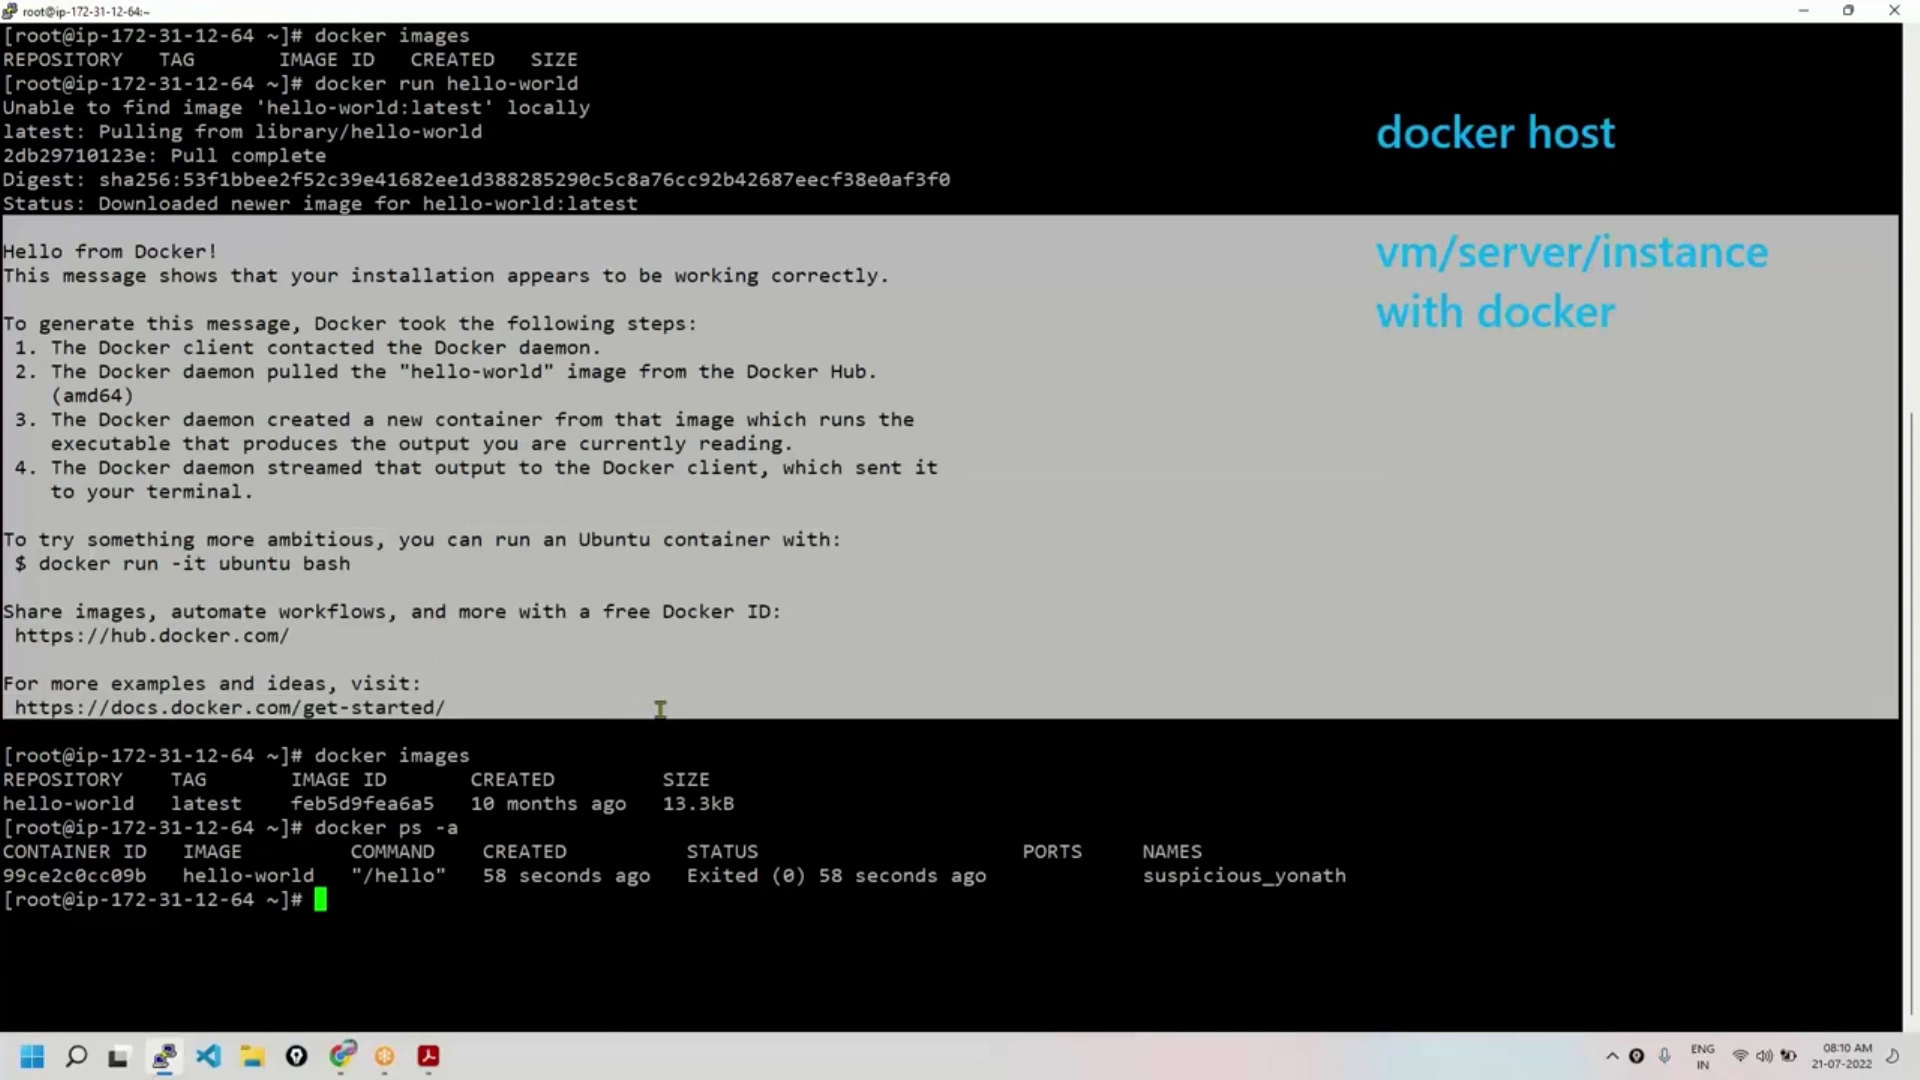 root@ip-172-31-12-64:~
[root@ip-172-31-12-64 ~]# docker images
REPOSITORY   TAG       IMAGE ID   CREATED   SIZE
[root@ip-172-31-12-64 ~]# docker run hello-world
Unable to find image 'hello-world:latest' locally
latest: Pulling from library/hello-world
2db29710123e: Pull complete
Digest: sha256:53f1bbee2f52c39e41682ee1d388285290c5c8a76cc92b42687eecf38e0af3f0
Status: Downloaded newer image for hello-world:latest
docker host
vm/server/instance
with docker
Hello from Docker!
This message shows that your installation appears to be working correctly.
To generate this message, Docker took the following steps:
1. The Docker client contacted the Docker daemon.
2. The Docker daemon pulled the "hello-world" image from the Docker Hub.
(amd64)
3. The Docker daemon created a new container from that image which runs the
executable that produces the output you are currently reading.
4. The Docker daemon streamed that output to the Docker client, which sent it
to your terminal.
To try something more ambitious, you can run an Ubuntu container with:
$ docker run -it ubuntu bash
Share images, automate workflows, and more with a free Docker ID:
https://hub.docker.com/
For more examples and ideas, visit:
https://docs.docker.com/get-started/
[root@ip-172-31-12-64 ~]# docker images
REPOSITORY    TAG       IMAGE ID       CREATED         SIZE
hello-world   latest    feb5d9fea6a5   10 months ago   13.3kB
[root@ip-172-31-12-64 ~]# docker ps -a
CONTAINER ID   IMAGE         COMMAND    CREATED          STATUS                      PORTS     NAMES
99ce2c0cc09b   hello-world   "/hello"   58 seconds ago   Exited (0) 58 seconds ago             suspicious_yonath
[root@ip-172-31-12-64 ~]#
ENG
IN
08:10 AM
21-07-2022